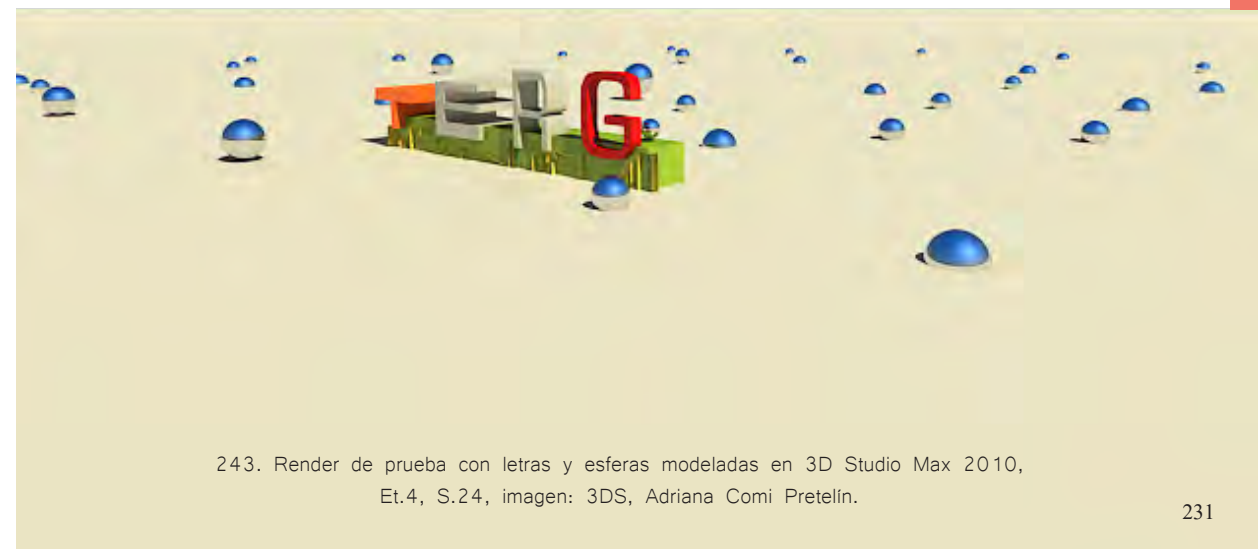 TERG
243. Render de prueba con letras y esferas modeladas en 3D Studio Max 2010,
Et.4, S.24, imagen: 3DS, Adriana Comi Pretelín.
231